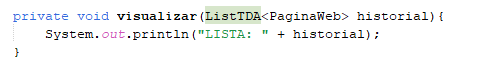 private void visualizar(ListTDA<PaginaWeb> historial){
System.out.println("LISTA: " + historial);
}